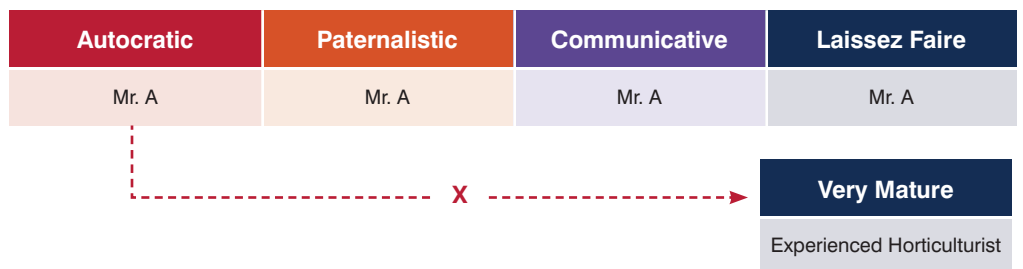 Autocratic Paternalistic Communicative Laissez Faire
Mr. A Mr. A Mr. A Mr. A
X
Very Mature
Experienced Horticulturist